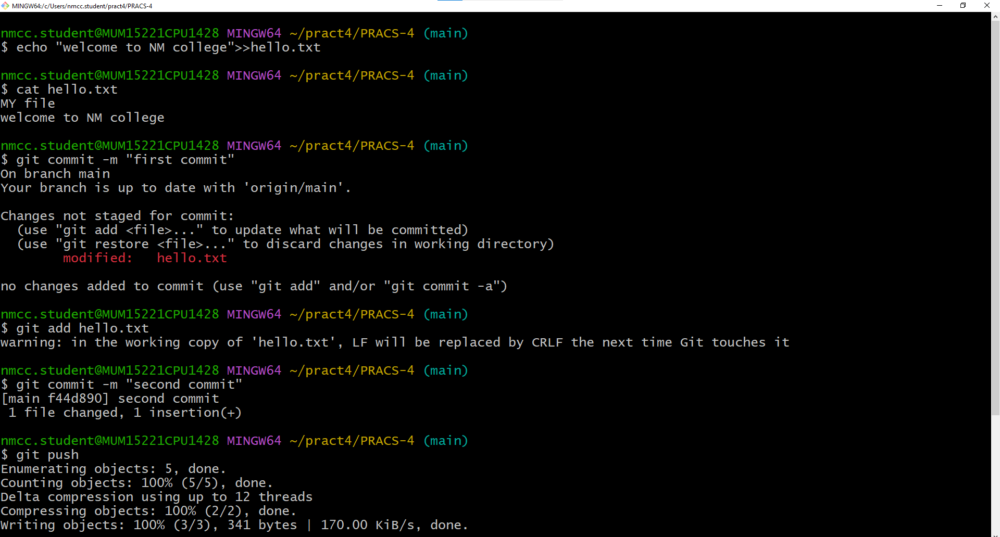 MINGW64:/c/Users/nmcc.student/pract4/PRACS-4
nmcc.student@MUM15221CPU1428 MINGW64 ~/pract4/PRACS-4 (main)
$ echo "welcome to NM college">>hello.txt
nmcc.student@MUM15221CPU1428 MINGW64 ~/pract4/PRACS-4 (main)
$ cat hello.txt
MY file
welcome to NM college
nmcc.student@MUM15221CPU1428 MINGW64 ~/pract4/PRACS-4 (main)
$ git commit -m "first commit"
On branch main
Your branch is up to date with 'origin/main'.
Changes not staged for commit:
  (use "git add <file>..." to update what will be committed)
  (use "git restore <file>..." to discard changes in working directory)
        modified:   hello.txt
no changes added to commit (use "git add" and/or "git commit -a")
nmcc.student@MUM15221CPU1428 MINGW64 ~/pract4/PRACS-4 (main)
$ git add hello.txt
warning: in the working copy of 'hello.txt', LF will be replaced by CRLF the next time Git touches it
nmcc.student@MUM15221CPU1428 MINGW64 ~/pract4/PRACS-4 (main)
$ git commit -m "second commit"
[main f44d890] second commit
 1 file changed, 1 insertion(+)
nmcc.student@MUM15221CPU1428 MINGW64 ~/pract4/PRACS-4 (main)
$ git push
Enumerating objects: 5, done.
Counting objects: 100% (5/5), done.
Delta compression using up to 12 threads
Compressing objects: 100% (2/2), done.
Writing objects: 100% (3/3), 341 bytes | 170.00 KiB/s, done.